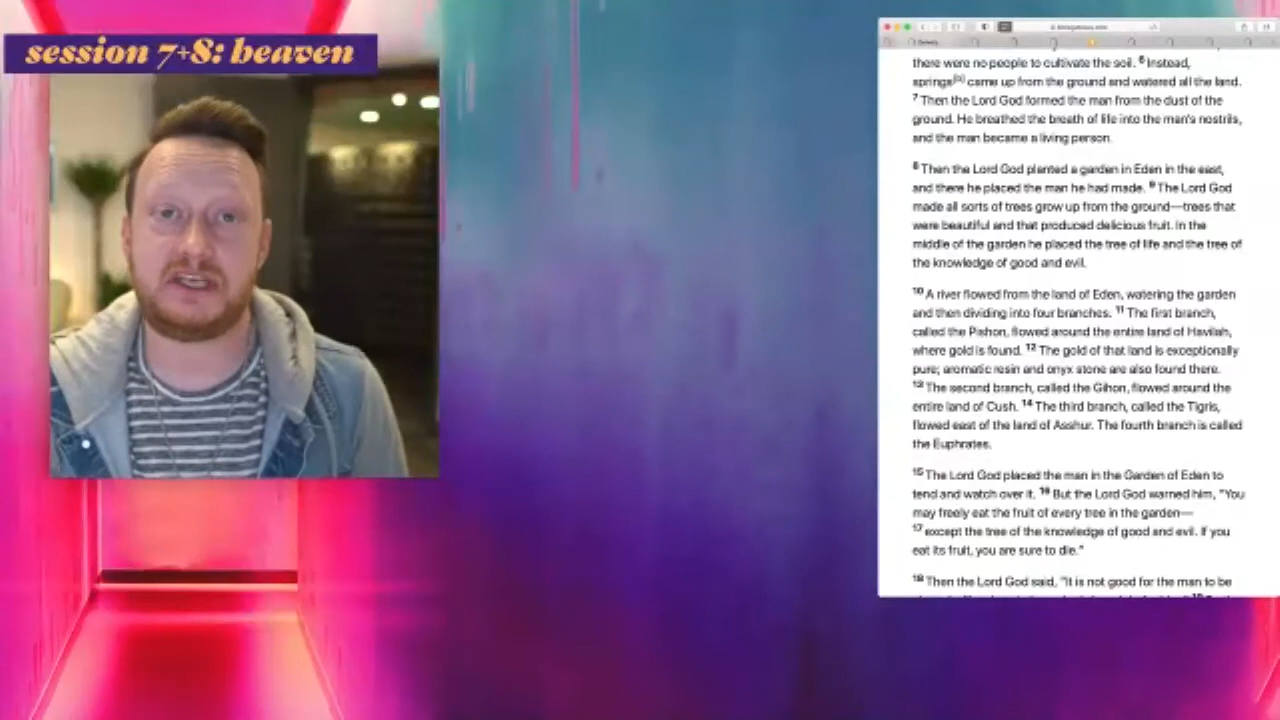 session 7+8: heaven
there were no people to cultivate the soil. 6 Instead,
springs[b] came up from the ground and watered all the land.
7 Then the Lord God formed the man from the dust of the
ground. He breathed the breath of life into the man's nostrils,
and the man became a living person.
8 Then the Lord God planted a garden in Eden in the east,
and there he placed the man he had made. 9 The Lord God
made all sorts of trees grow up from the ground—trees that
were beautiful and that produced delicious fruit. In the
middle of the garden he placed the tree of life and the tree of
the knowledge of good and evil.
10 A river flowed from the land of Eden, watering the garden
and then dividing into four branches. 11 The first branch,
called the Pishon, flowed around the entire land of Havilah,
where gold is found. 12 The gold of that land is exceptionally
pure; aromatic resin and onyx stone are also found there.
13 The second branch, called the Gihon, flowed around the
entire land of Cush. 14 The third branch, called the Tigris,
flowed east of the land of Asshur. The fourth branch is called
the Euphrates.
15 The Lord God placed the man in the Garden of Eden to
tend and watch over it. 16 But the Lord God warned him, "You
may freely eat the fruit of every tree in the garden—
17 except the tree of the knowledge of good and evil. If you
eat its fruit, you are sure to die."
18 Then the Lord God said, "It is not good for the man to be